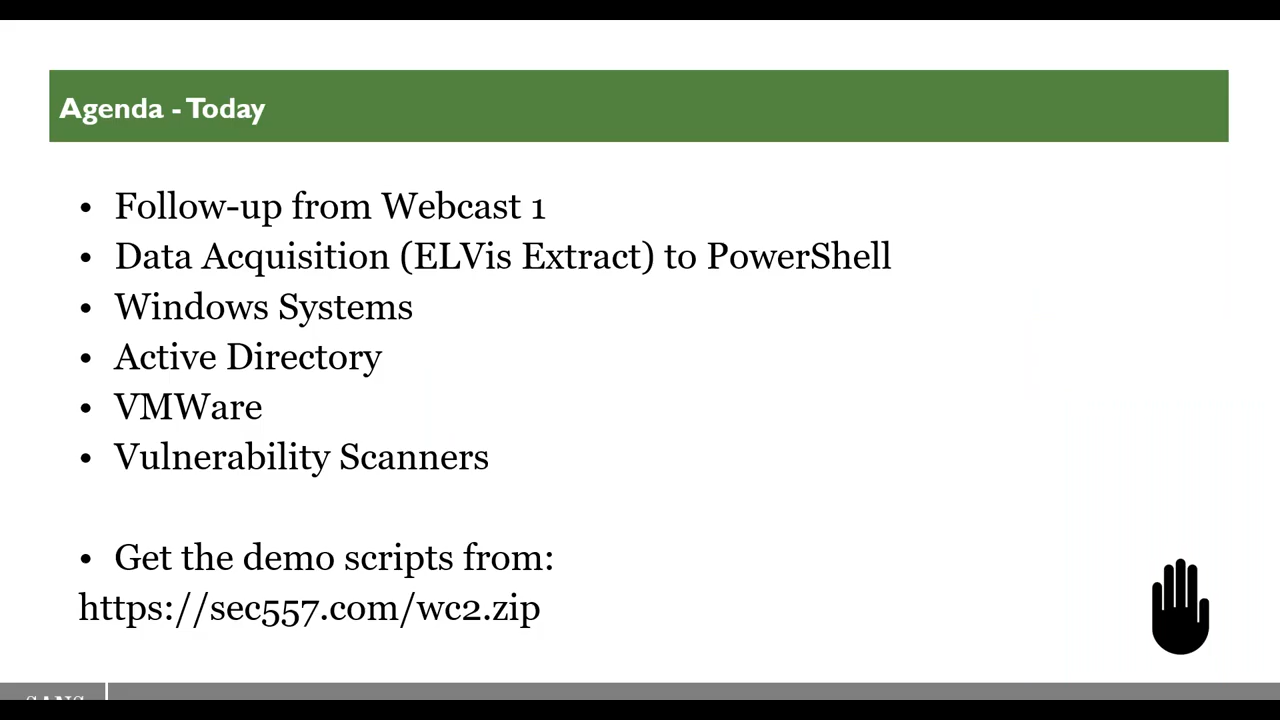 Agenda - Today
• Follow-up from Webcast 1
• Data Acquisition (ELVis Extract) to PowerShell
• Windows Systems
• Active Directory
• VMWare
• Vulnerability Scanners
• Get the demo scripts from:
https://sec557.com/wc2.zip
SANS